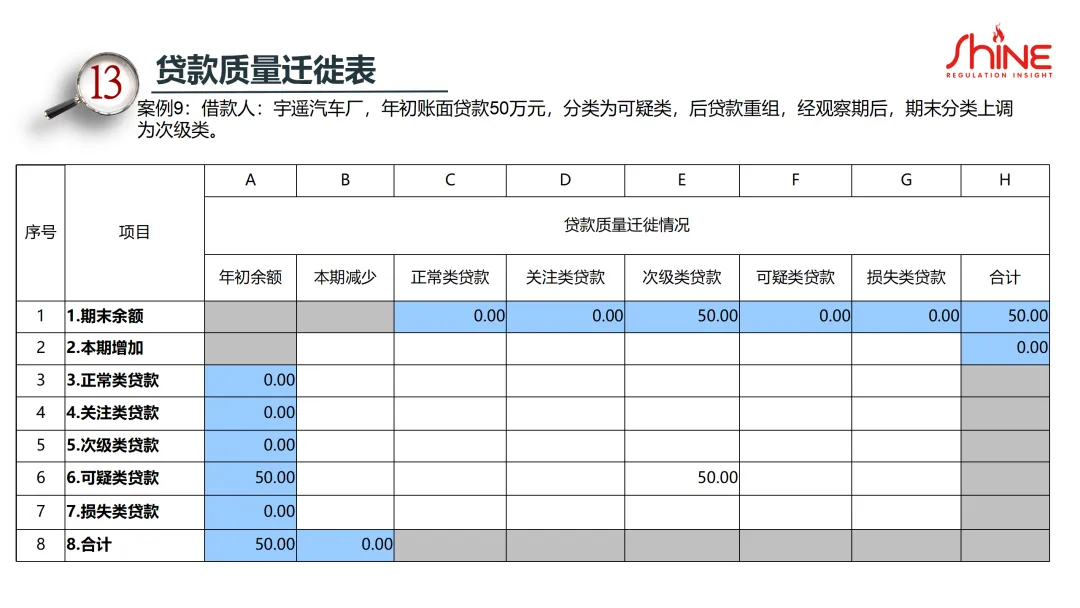 SHiNE
REGULATION INSIGHT
13
贷款质量迁徙表
案例9：借款人：宇遥汽车厂，年初账面贷款50万元，分类为可疑类，后贷款重组，经观察期后，期末分类上调
为次级类。
序号 项目 A B C D E F G H
贷款质量迁徙情况
年初余额 本期减少 正常类贷款 关注类贷款 次级类贷款 可疑类贷款 损失类贷款 合计
1 1.期末余额 0.00 0.00 50.00 0.00 0.00 50.00
2 2.本期增加 0.00
3 3.正常类贷款 0.00
4 4.关注类贷款 0.00
5 5.次级类贷款 0.00
6 6.可疑类贷款 50.00 50.00
7 7.损失类贷款 0.00
8 8.合计 50.00 0.00